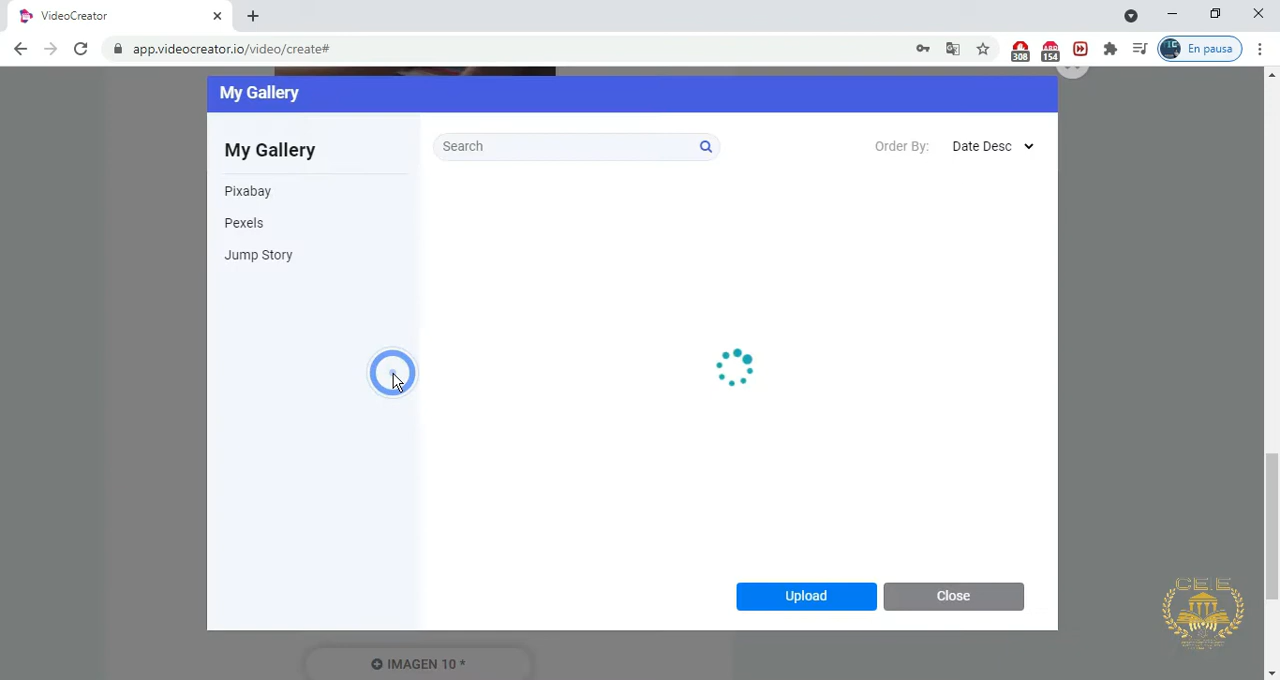 VideoCreator
app.videocreator.io/video/create#
308
154
En pausa
My Gallery
My Gallery
Pixabay
Pexels
Jump Story
Search
Order By:
Date Desc
Upload
Close
IMAGEN 10 *
C.E.E